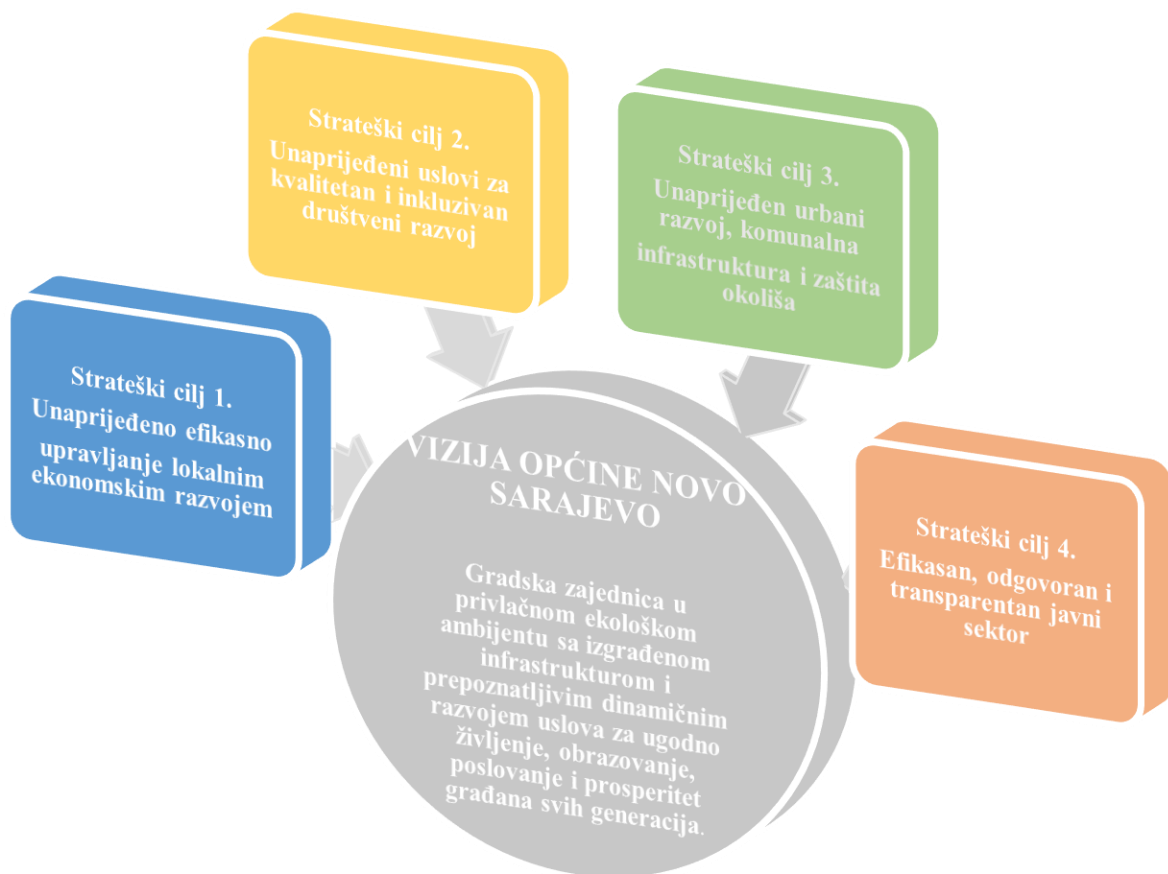 Strateški cilj 1.
Unaprijeđeno efikasno
upravljanje lokalnim
ekonomskim razvojem
Strateški cilj 2.
Unaprijeđeni uslovi za
kvalitetan i inkluzivan
društveni razvoj
Strateški cilj 3.
Unaprijeđen urbani
razvoj, komunalna
infrastruktura i zaštita
okoliša
Strateški cilj 4.
Efikasan, odgovoran i
transparentan javni
sektor
VIZIJA OPĆINE NOVO
SARAJEVO
Gradska zajednica u
privlačnom ekološkom
ambijentu sa izgrađenom
infrastrukturom i
prepoznatljivim dinamičnim
razvojem uslova za ugodno
življenje, obrazovanje,
poslovanje i prosperitet
građana svih generacija.